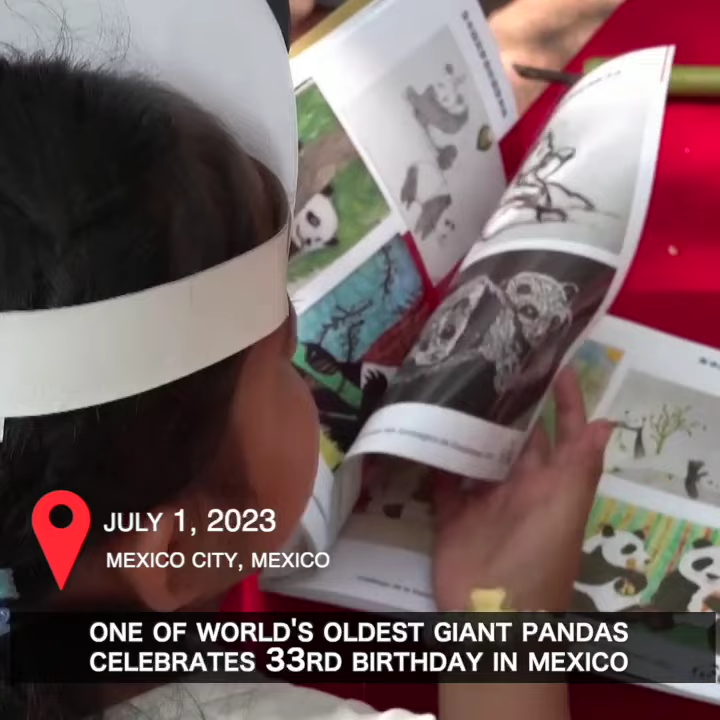 JULY 1, 2023
MEXICO CITY, MEXICO
ONE OF WORLD'S OLDEST GIANT PANDAS
CELEBRATES 33RD BIRTHDAY IN MEXICO